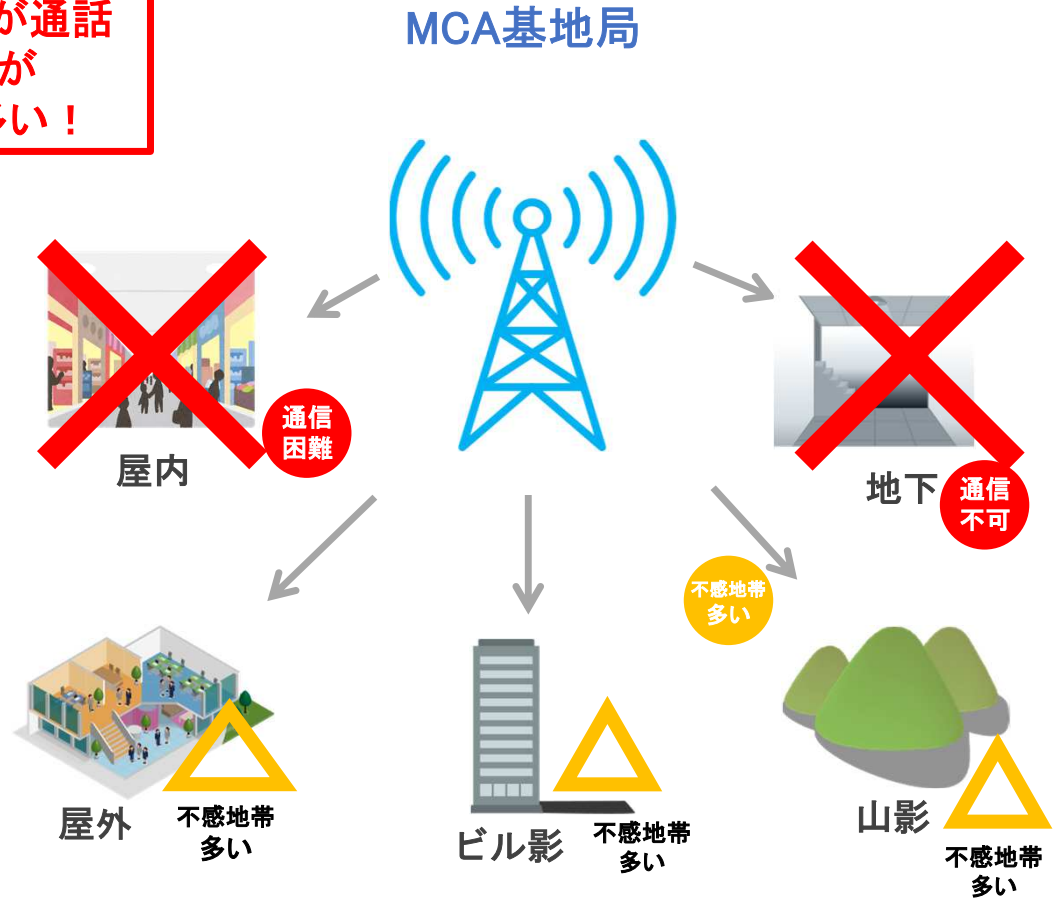 が通話
が
多い！
MCA基地局
通信
困難
屋内
地下
通信
不可
不感地帯
多い
屋外
不感地帯
多い
ビル影
不感地帯
多い
山影
不感地帯
多い